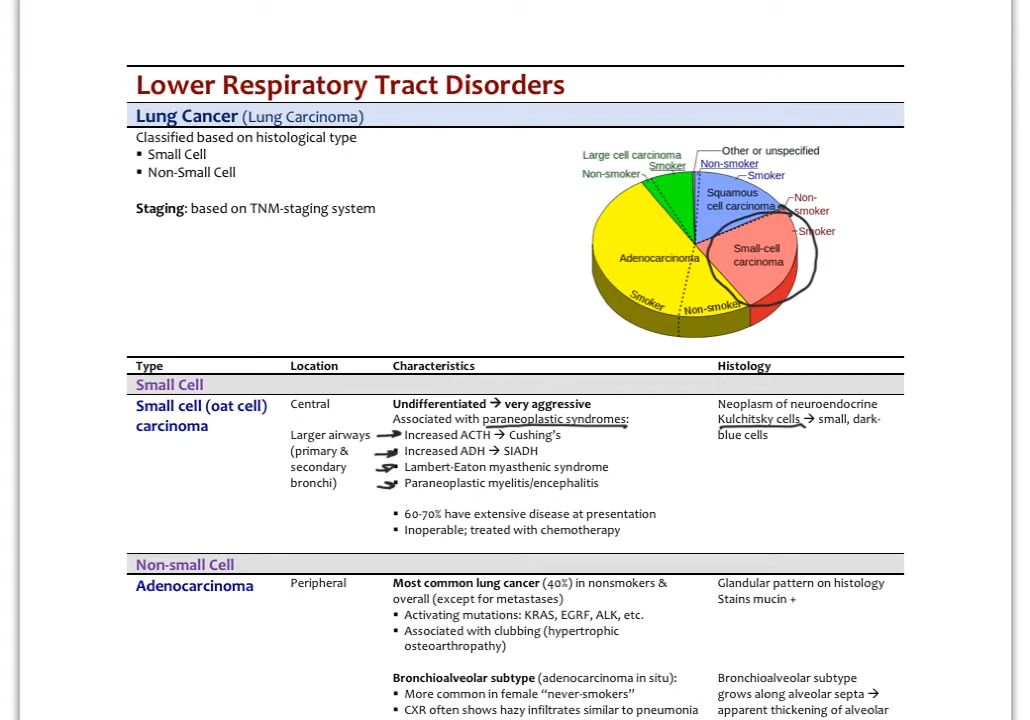 Lower Respiratory Tract Disorders
Lung Cancer (Lung Carcinoma)
Classified based on histological type
▪ Small Cell
▪ Non-Small Cell
Staging: based on TNM-staging system
Other or unspecified
Large cell carcinoma
Smoker
Non-smoker
Non-smoker
Smoker
Squamous
cell carcinoma
Non-
smoker
Smoker
Small-cell
carcinoma
Adenocarcinoma
Smoker
Non-smoker
Type Location Characteristics Histology
Small Cell
Small cell (oat cell)
carcinoma
Central
Larger airways
(primary &
secondary
bronchi)
Undifferentiated → very aggressive
Associated with paraneoplastic syndromes:
Increased ACTH → Cushing's
Increased ADH → SIADH
Lambert-Eaton myasthenic syndrome
Paraneoplastic myelitis/encephalitis
▪ 60-70% have extensive disease at presentation
▪ Inoperable; treated with chemotherapy
Neoplasm of neuroendocrine
Kulchitsky cells → small, dark-
blue cells
Non-small Cell
Adenocarcinoma
Peripheral
Most common lung cancer (40%) in nonsmokers &
overall (except for metastases)
▪ Activating mutations: KRAS, EGRF, ALK, etc.
▪ Associated with clubbing (hypertrophic
osteoarthropathy)
Glandular pattern on histology
Stains mucin +
Bronchioalveolar subtype (adenocarcinoma in situ):
▪ More common in female “never-smokers”
▪ CXR often shows hazy infiltrates similar to pneumonia
Bronchioalveolar subtype
grows along alveolar septa →
apparent thickening of alveolar